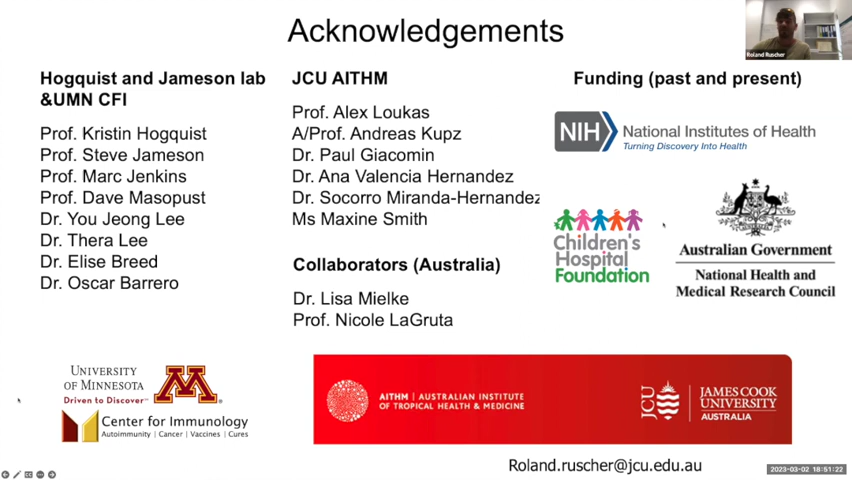 Acknowledgements
Roland Ruscher
Hogquist and Jameson lab
&UMN CFI
Prof. Kristin Hogquist
Prof. Steve Jameson
Prof. Marc Jenkins
Prof. Dave Masopust
Dr. You Jeong Lee
Dr. Thera Lee
Dr. Elise Breed
Dr. Oscar Barrero
JCU AITHM
Prof. Alex Loukas
A/Prof. Andreas Kupz
Dr. Paul Giacomin
Dr. Ana Valencia Hernandez
Dr. Socorro Miranda-Hernandez
Ms Maxine Smith
Collaborators (Australia)
Dr. Lisa Mielke
Prof. Nicole LaGruta
Funding (past and present)
NIH National Institutes of Health
Turning Discovery Into Health
Children's
Hospital
Foundation
Australian Government
National Health and
Medical Research Council
UNIVERSITY
OF MINNESOTA
Driven to Discover
M
Center for Immunology
Autoimmunity | Cancer | Vaccines | Cures
AITHM | AUSTRALIAN INSTITUTE
OF TROPICAL HEALTH & MEDICINE
JCU
JAMES COOK
UNIVERSITY
AUSTRALIA
Roland.ruscher@jcu.edu.au
2023-03-02 18:51:22